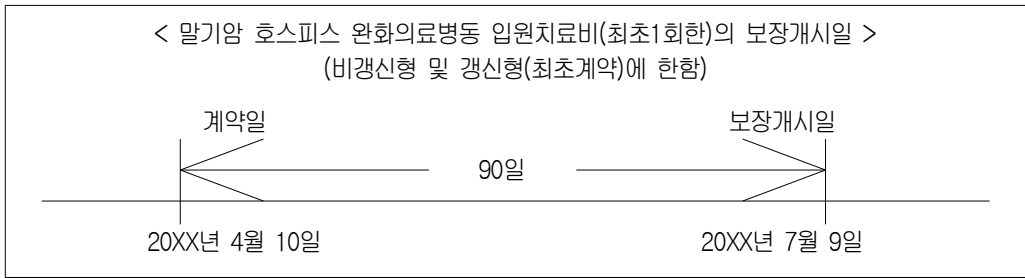 < 말기암 호스피스 완화의료병동 입원치료비(최초1회한)의 보장개시일 >
(비갱신형 및 갱신형(최초계약)에 한함)
계약일 보장개시일
90일
20XX년 4월 10일 20XX년 7월 9일